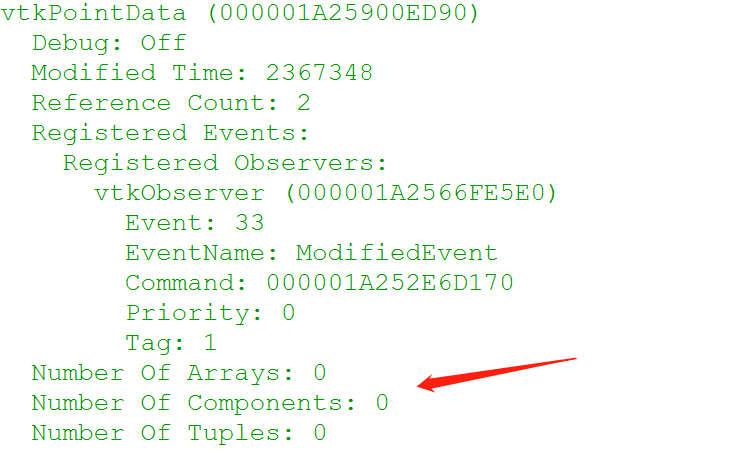 vtkPointData (000001A25900ED90)
Debug: Off
Modified Time: 2367348
Reference Count: 2
Registered Events:
Registered Observers:
vtkObserver (000001A2566FE5E0)
Event: 33
EventName: ModifiedEvent
Command: 000001A252E6D170
Priority: 0
Tag: 1
Number Of Arrays: 0
Number Of Components: 0
Number Of Tuples: 0